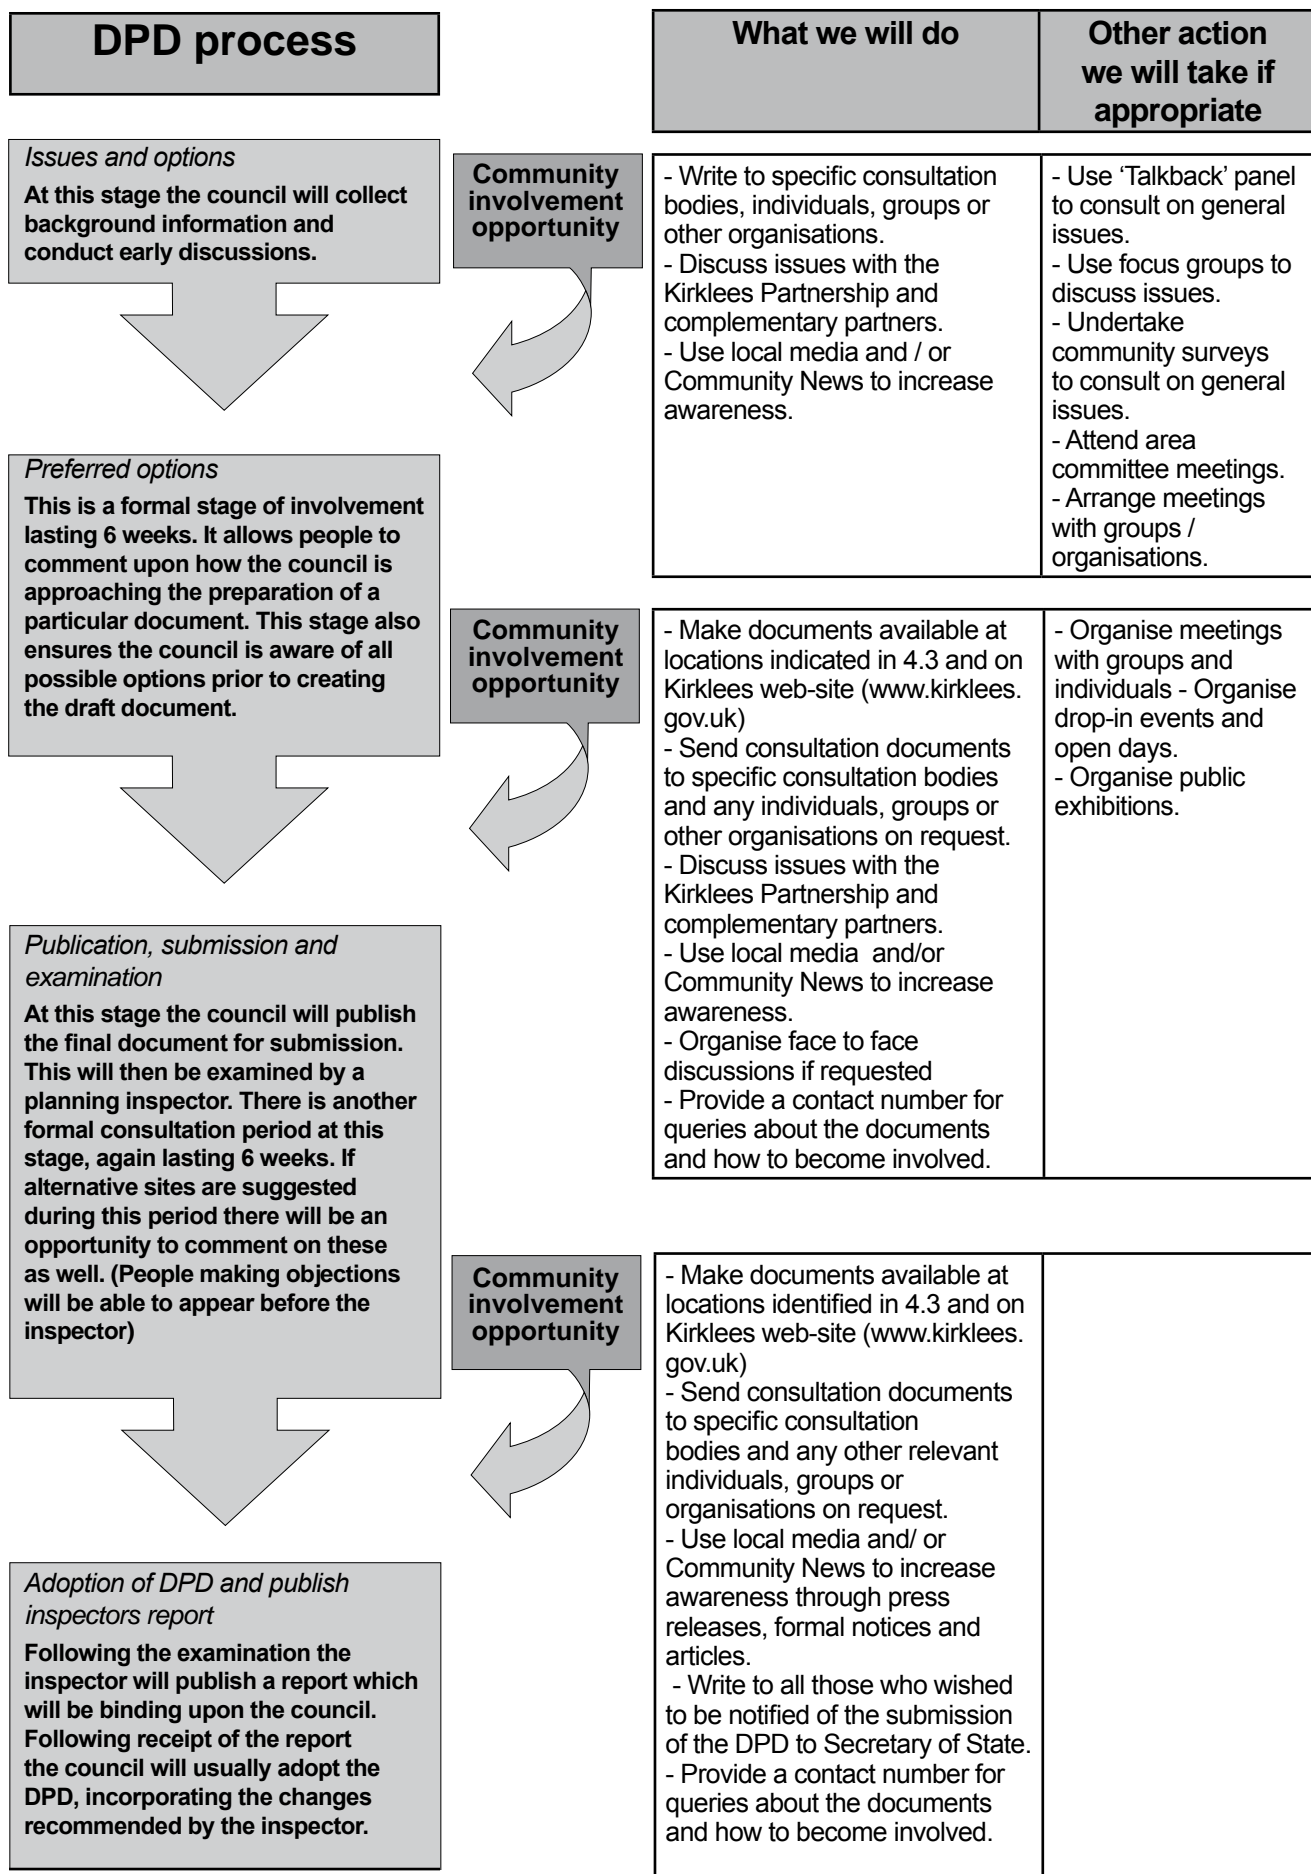 DPD process
What we will do
Other action
we will take if
appropriate
Issues and options
At this stage the council will collect
background information and
conduct early discussions.
Community
involvement
opportunity
- Write to specific consultation
bodies, individuals, groups or
other organisations.
- Discuss issues with the
Kirklees Partnership and
complementary partners.
- Use local media and / or
Community News to increase
awareness.
- Use ‘Talkback’ panel
to consult on general
issues.
- Use focus groups to
discuss issues.
- Undertake
community surveys
to consult on general
issues.
- Attend area
committee meetings.
- Arrange meetings
with groups /
organisations.
Preferred options
This is a formal stage of involvement
lasting 6 weeks. It allows people to
comment upon how the council is
approaching the preparation of a
particular document. This stage also
ensures the council is aware of all
possible options prior to creating
the draft document.
Community
involvement
opportunity
- Make documents available at
locations indicated in 4.3 and on
Kirklees web-site (www.kirklees.
gov.uk)
- Send consultation documents
to specific consultation bodies
and any individuals, groups or
other organisations on request.
- Discuss issues with the
Kirklees Partnership and
complementary partners.
- Use local media  and/or
Community News to increase
awareness.
- Organise face to face
discussions if requested
- Provide a contact number for
queries about the documents
and how to become involved.
- Organise meetings
with groups and
individuals - Organise
drop-in events and
open days.
- Organise public
exhibitions.
Publication, submission and
examination
At this stage the council will publish
the final document for submission.
This will then be examined by a
planning inspector. There is another
formal consultation period at this
stage, again lasting 6 weeks. If
alternative sites are suggested
during this period there will be an
opportunity to comment on these
as well. (People making objections
will be able to appear before the
inspector)
Community
involvement
opportunity
- Make documents available at
locations identified in 4.3 and on
Kirklees web-site (www.kirklees.
gov.uk)
- Send consultation documents
to specific consultation
bodies and any other relevant
individuals, groups or
organisations on request.
- Use local media and/ or
Community News to increase
awareness through press
releases, formal notices and
articles.
- Write to all those who wished
to be notified of the submission
of the DPD to Secretary of State.
- Provide a contact number for
queries about the documents
and how to become involved.
Adoption of DPD and publish
inspectors report
Following the examination the
inspector will publish a report which
will be binding upon the council.
Following receipt of the report
the council will usually adopt the
DPD, incorporating the changes
recommended by the inspector.